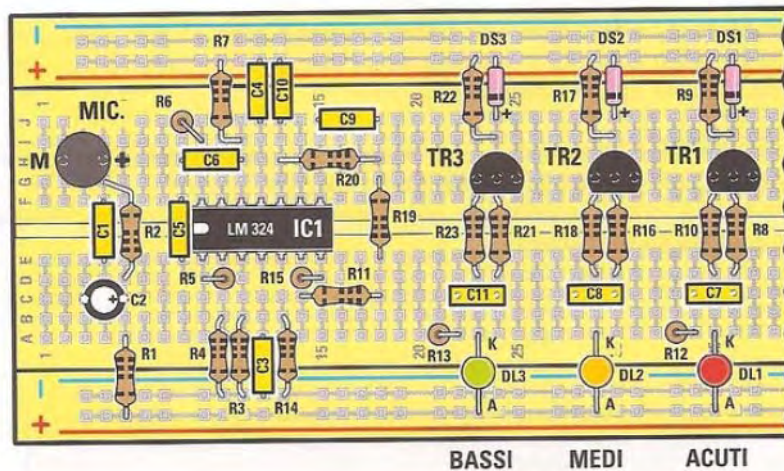 R7 DS3 DS2 DS1
C4 C10
MIC. R6 15 20 R22 25 R17 R9
1 C9
J I H G F
M + C6 R20 TR3 TR2 TR1
+ + +
C1 R2 C5 LM 324 IC1 R19 R23 R21 R18 R16 R10 R8
R5 R15 R11
A B C D E
C2 C11 C8 C7
1 R1 R4 R3 C3 R14 15 20 R13 25 R12
K K K
DL3 DL2 DL1
A A A
BASSI MEDI ACUTI